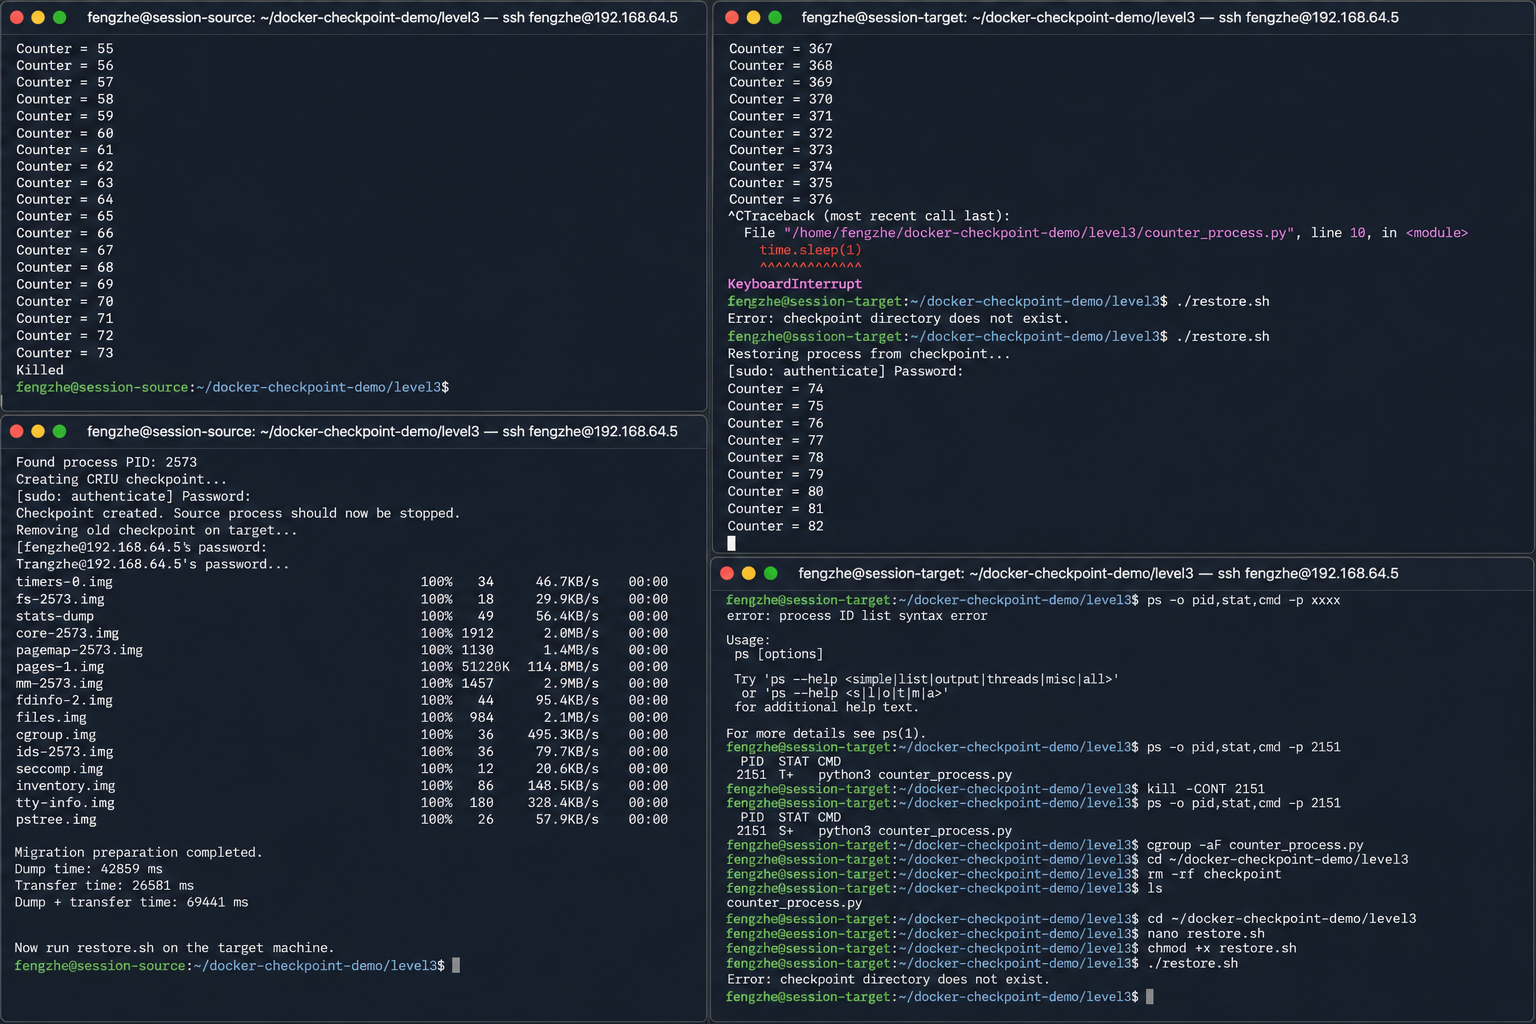 fengzhe@session-source: ~/docker-checkpoint-demo/level3 — ssh fengzhe@192.168.64.5
Counter = 55
Counter = 56
Counter = 57
Counter = 58
Counter = 59
Counter = 60
Counter = 61
Counter = 62
Counter = 63
Counter = 64
Counter = 65
Counter = 66
Counter = 67
Counter = 68
Counter = 69
Counter = 70
Counter = 71
Counter = 72
Counter = 73
Killed
fengzhe@session-source:~/docker-checkpoint-demo/level3$
fengzhe@session-source: ~/docker-checkpoint-demo/level3 — ssh fengzhe@192.168.64.5
Found process PID: 2573
Creating CRIU checkpoint...
[sudo: authenticate] Password:
Checkpoint created. Source process should now be stopped.
Removing old checkpoint on target...
[fengzhe@192.168.64.5's password:
Trangzhe@192.168.64.5's password...
timers-0.img 100% 34 46.7KB/s 00:00
fs-2573.img 100% 18 29.9KB/s 00:00
stats-dump 100% 49 56.4KB/s 00:00
core-2573.img 100% 1912 2.0MB/s 00:00
pagemap-2573.img 100% 1130 1.4MB/s 00:00
pages-1.img 100% 51220K 114.8MB/s 00:00
mm-2573.img 100% 1457 2.9MB/s 00:00
fdinfo-2.img 100% 44 95.4KB/s 00:00
files.img 100% 984 2.1MB/s 00:00
cgroup.img 100% 36 495.3KB/s 00:00
ids-2573.img 100% 36 79.7KB/s 00:00
seccomp.img 100% 12 20.6KB/s 00:00
inventory.img 100% 86 148.5KB/s 00:00
tty-info.img 100% 180 328.4KB/s 00:00
pstree.img 100% 26 57.9KB/s 00:00
Migration preparation completed.
Dump time: 42859 ms
Transfer time: 26581 ms
Dump + transfer time: 69441 ms
Now run restore.sh on the target machine.
fengzhe@session-source:~/docker-checkpoint-demo/level3$
fengzhe@session-target: ~/docker-checkpoint-demo/level3 — ssh fengzhe@192.168.64.5
Counter = 367
Counter = 368
Counter = 369
Counter = 370
Counter = 371
Counter = 372
Counter = 373
Counter = 374
Counter = 375
Counter = 376
^CTraceback (most recent call last):
File "/home/fengzhe/docker-checkpoint-demo/level3/counter_process.py", line 10, in <module>
time.sleep(1)
^^^^^^^^^^^^^
KeyboardInterrupt
fengzhe@session-target:~/docker-checkpoint-demo/level3$ ./restore.sh
Error: checkpoint directory does not exist.
fengzhe@sssioon-target:~/docker-checkpoint-demo/level3$ ./restore.sh
Restoring process from checkpoint...
[sudo: authenticate] Password:
Counter = 74
Counter = 75
Counter = 76
Counter = 77
Counter = 78
Counter = 79
Counter = 80
Counter = 81
Counter = 82
fengzhe@session-target: ~/docker-checkpoint-demo/level3 — ssh fengzhe@192.168.64.5
fengzhe@session-target:~/docker-checkpoint-demo/level3$ ps -o pid,stat,cmd -p xxxx
error: process ID list syntax error
Usage:
ps [options]
Try 'ps --help <simple|list|output|threads|misc|all>'
or 'ps --help <s|l|o|t|m|a>'
for additional help text.
For more details see ps(1).
fengzhe@session-target:~/docker-checkpoint-demo/level3$ ps -o pid,stat,cmd -p 2151
PID STAT CMD
2151 T+ python3 counter_process.py
fengzhe@session-target:~/docker-checkpoint-demo/level3$ kill -CONT 2151
fengzhe@session-target:~/docker-checkpoint-demo/level3$ ps -o pid,stat,cmd -p 2151
PID STAT CMD
2151 S+ python3 counter_process.py
fengzhe@session-target:~/docker-checkpoint-demo/level3$ cgroup -aF counter_process.py
fengzhe@session-target:~/docker-checkpoint-demo/level3$ cd ~/docker-checkpoint-demo/level3
fengzhe@session-target:~/docker-checkpoint-demo/level3$ rm -rf checkpoint
fengzhe@session-target:~/docker-checkpoint-demo/level3$ ls
counter_process.py
fengzhe@session-target:~/docker-checkpoint-demo/level3$ cd ~/docker-checkpoint-demo/level3
fengzhe@session-target:~/docker-checkpoint-demo/level3$ nano restore.sh
fengzhe@session-target:~/docker-checkpoint-demo/level3$ chmod +x restore.sh
fengzhe@session-target:~/docker-checkpoint-demo/level3$ ./restore.sh
Error: checkpoint directory does not exist.
fengzhe@session-target:~/docker-checkpoint-demo/level3$